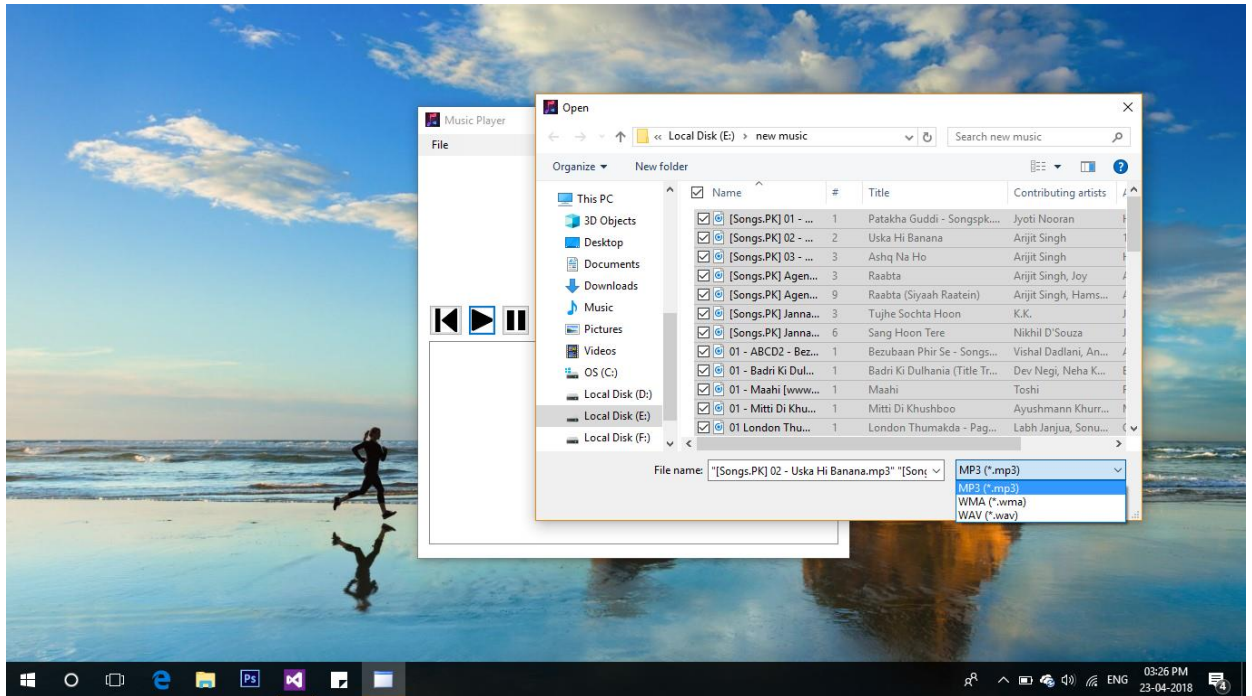 Music Player
File
Open
« Local Disk (E:) › new music
Search new music
Organize
New folder
This PC
3D Objects
Desktop
Documents
Downloads
Music
Pictures
Videos
OS (C:)
Local Disk (D:)
Local Disk (E:)
Local Disk (F:)
Name # Title Contributing artists
[Songs.PK] 01 - ... 1 Patakha Guddi - Songspk.... Jyoti Nooran
[Songs.PK] 02 - ... 2 Uska Hi Banana Arijit Singh
[Songs.PK] 03 - ... 3 Ashq Na Ho Arijit Singh
[Songs.PK] Agen... 3 Raabta Arijit Singh, Joy
[Songs.PK] Agen... 9 Raabta (Siyaah Raatein) Arijit Singh, Hams...
[Songs.PK] Janna... 3 Tujhe Sochta Hoon K.K.
[Songs.PK] Janna... 6 Sang Hoon Tere Nikhil D'Souza
01 - ABCD2 - Bez... 1 Bezubaan Phir Se - Songs... Vishal Dadlani, An...
01 - Badri Ki Dul... 1 Badri Ki Dulhania (Title Tr... Dev Negi, Neha K...
01 - Maahi [www... 1 Maahi Toshi
01 - Mitti Di Khu... 1 Mitti Di Khushboo Ayushmann Khurr...
01 London Thu... 1 London Thumakda - Pag... Labh Janjua, Sonu...
File name: "[Songs.PK] 02 - Uska Hi Banana.mp3" "[Song
MP3 (*.mp3)
MP3 (*.mp3)
WMA (*.wma)
WAV (*.wav)
Ps
ENG
03:26 PM
23-04-2018
4